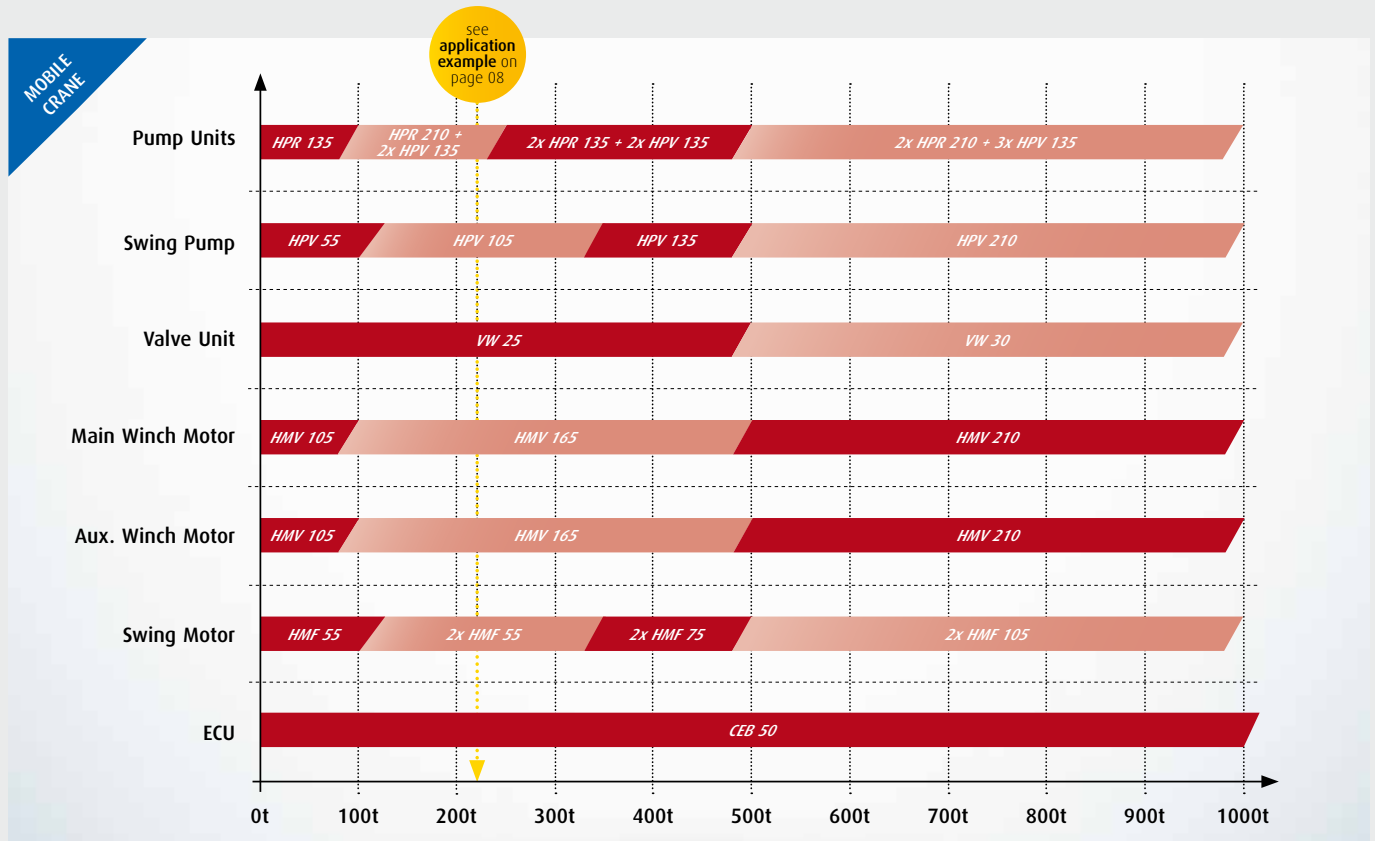 MOBILE
CRANE
see
application
example on
page 08
Pump Units
HPR 135
HPR 210 +
2x HPV 135
2x HPR 135 + 2x HPV 135
2x HPR 210 + 3x HPV 135
Swing Pump
HPV 55
HPV 105
HPV 135
HPV 210
Valve Unit
VW 25
VW 30
Main Winch Motor
HMV 105
HMV 165
HMV 210
Aux. Winch Motor
HMV 105
HMV 165
HMV 210
Swing Motor
HMF 55
2x HMF 55
2x HMF 75
2x HMF 105
ECU
CEB 50
0t 100t 200t 300t 400t 500t 600t 700t 800t 900t 1000t